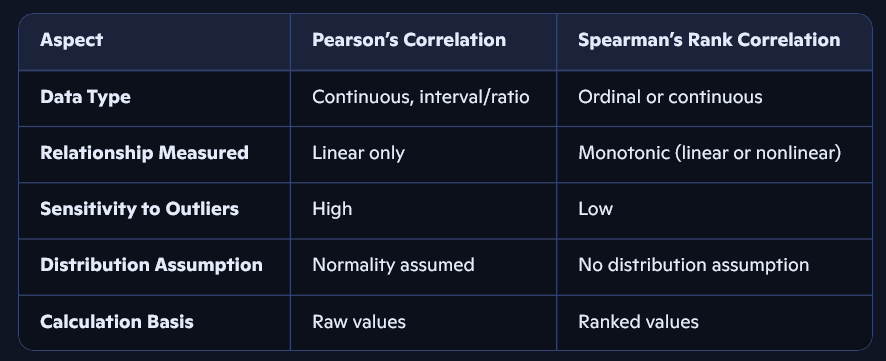 Aspect Pearson’s Correlation Spearman’s Rank Correlation
Data Type Continuous, interval/ratio Ordinal or continuous
Relationship Measured Linear only Monotonic (linear or nonlinear)
Sensitivity to Outliers High Low
Distribution Assumption Normality assumed No distribution assumption
Calculation Basis Raw values Ranked values